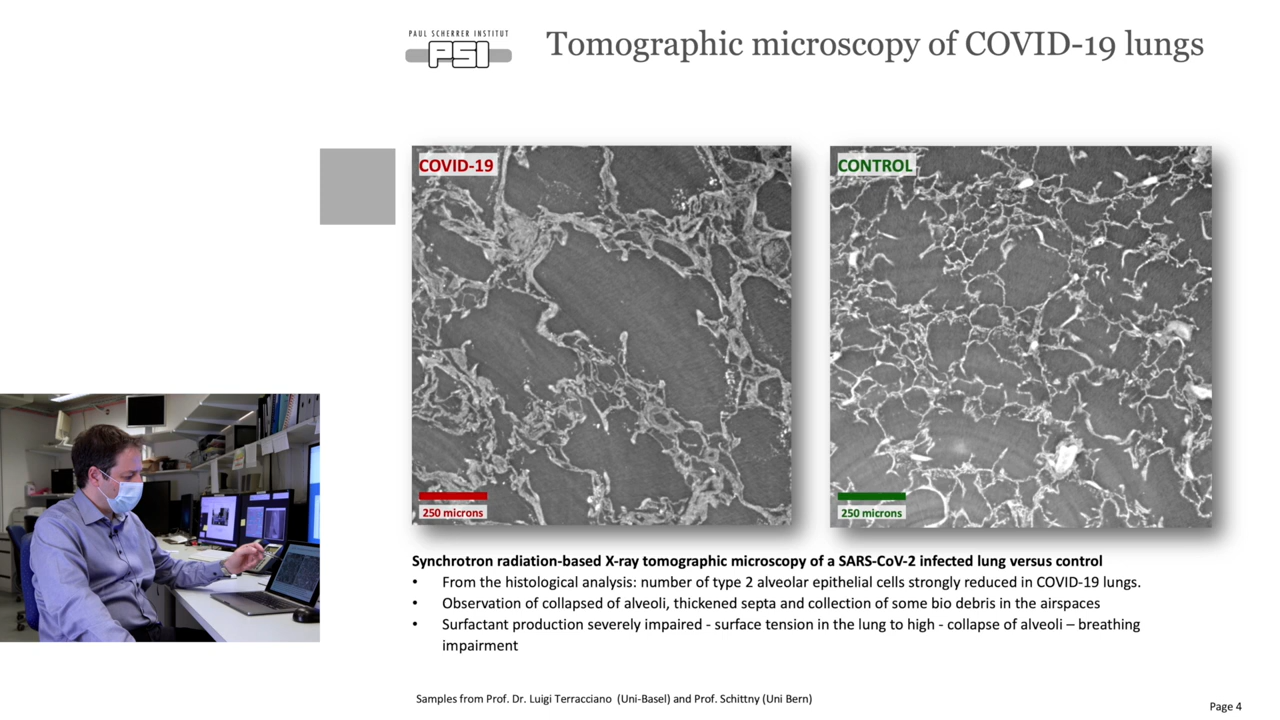 PAUL SCHERRER INSTITUT
PSI
Tomographic microscopy of COVID-19 lungs
COVID-19
CONTROL
250 microns
250 microns
Synchrotron radiation-based X-ray tomographic microscopy of a SARS-CoV-2 infected lung versus control
• From the histological analysis: number of type 2 alveolar epithelial cells strongly reduced in COVID-19 lungs.
• Observation of collapsed of alveoli, thickened septa and collection of some bio debris in the airspaces
• Surfactant production severely impaired - surface tension in the lung to high - collapse of alveoli – breathing
impairment
Samples from Prof. Dr. Luigi Terracciano (Uni-Basel) and Prof. Schittny (Uni Bern)
Page 4